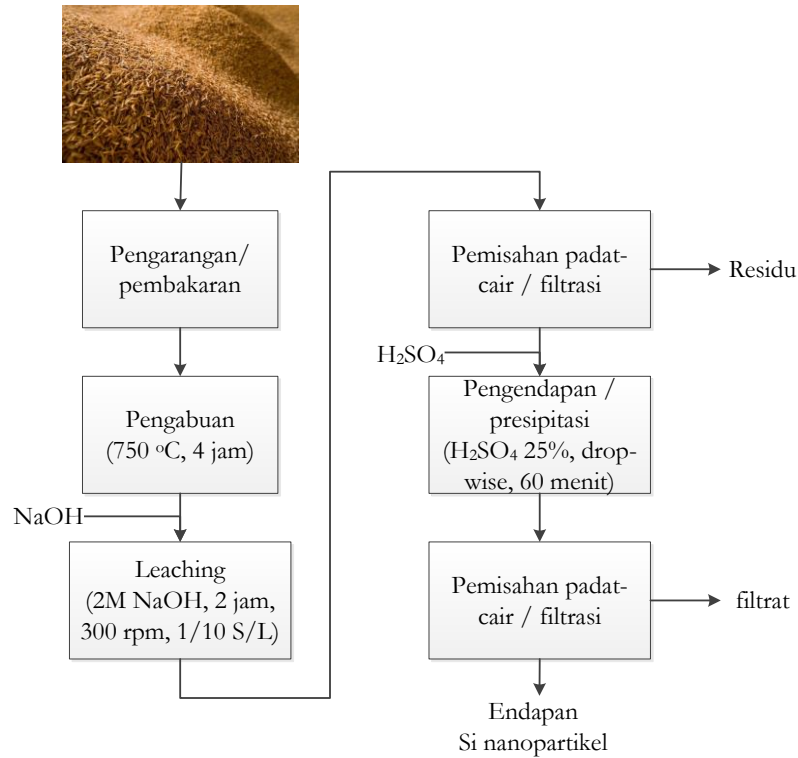 Pengarangan/
pembakaran
Pengabuan
(750 ᵒC, 4 jam)
NaOH
Leaching
(2M NaOH, 2 jam,
300 rpm, 1/10 S/L)
Pemisahan padat-
cair / filtrasi
Residu
H₂SO₄
Pengendapan /
presipitasi
(H₂SO₄ 25%, drop-
wise, 60 menit)
Pemisahan padat-
cair / filtrasi
filtrat
Endapan
Si nanopartikel